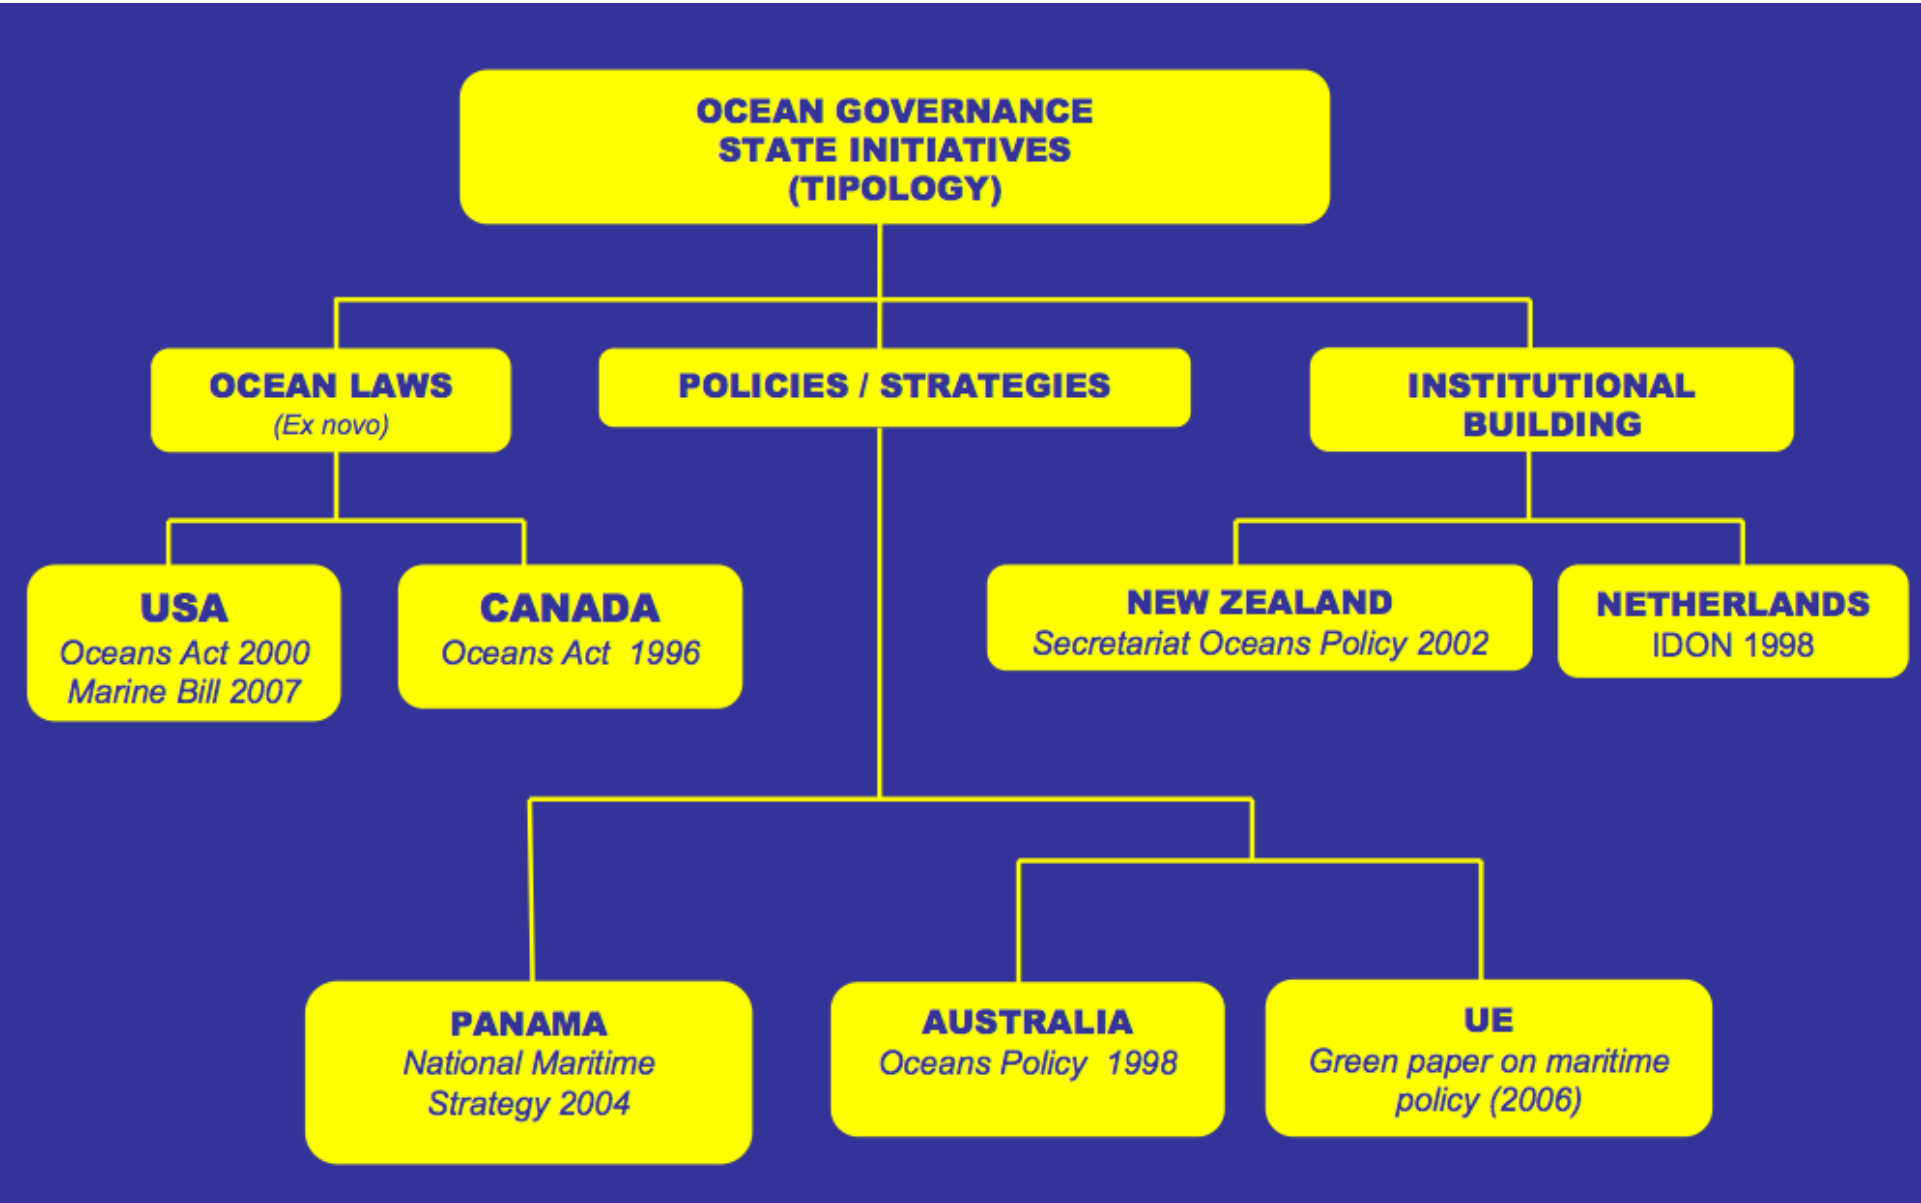 OCEAN GOVERNANCE
STATE INITIATIVES
(TIPOLOGY)
OCEAN LAWS
(Ex novo)
POLICIES / STRATEGIES
INSTITUTIONAL
BUILDING
USA
Oceans Act 2000
Marine Bill 2007
CANADA
Oceans Act 1996
NEW ZEALAND
Secretariat Oceans Policy 2002
NETHERLANDS
IDON 1998
PANAMA
National Maritime
Strategy 2004
AUSTRALIA
Oceans Policy 1998
UE
Green paper on maritime
policy (2006)